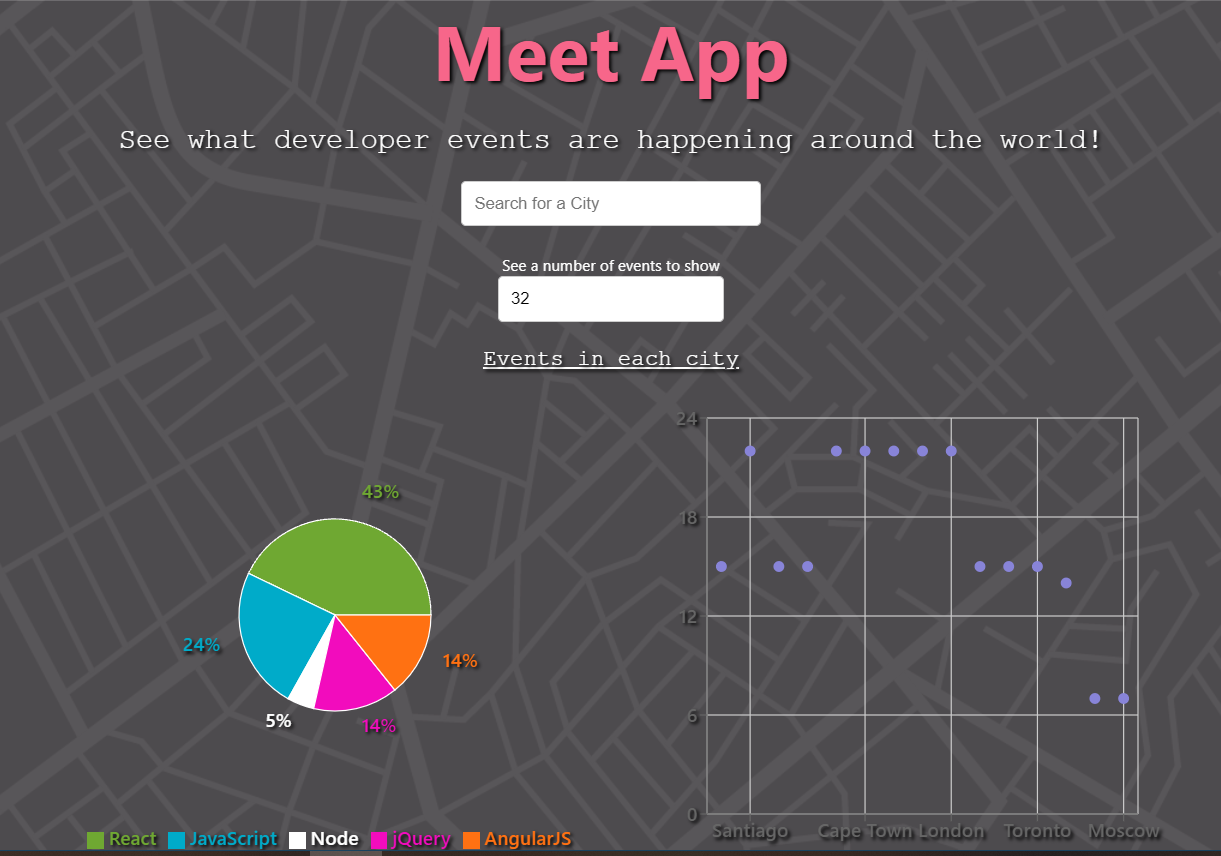 Meet App
See what developer events are happening around the world!
Search for a City
See a number of events to show
32
Events in each city
43%
24%
14%
5%
14%
React JavaScript Node jQuery AngularJS
24
18
12
6
0
Santiago Cape Town London Toronto Moscow